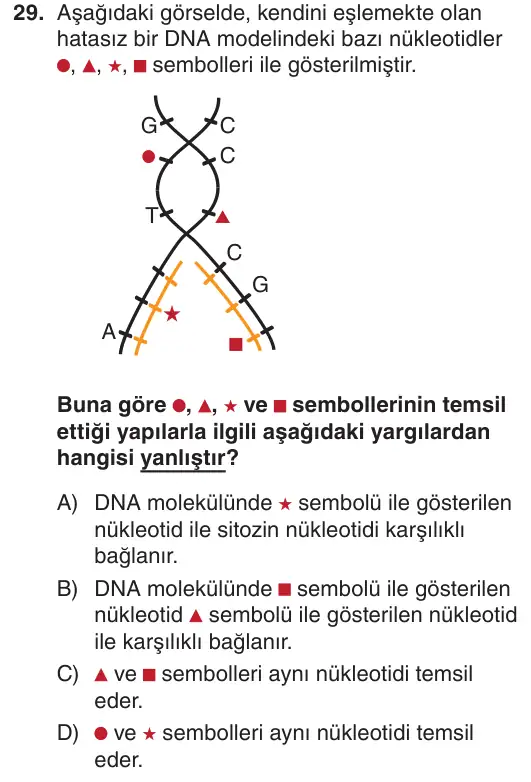 29. Aşağıdaki görselde, kendini eşlemekte olan
hatasız bir DNA modelindeki bazı nükleotidler
●, ▲, ★, ■ sembolleri ile gösterilmiştir.
G C
● C
T ▲
C
G
★
A ■
Buna göre ●, ▲, ★ ve ■ sembollerinin temsil
ettiği yapılarla ilgili aşağıdaki yargılardan
hangisi yanlıştır?
A) DNA molekülünde ★ sembolü ile gösterilen
nükleotid ile sitozin nükleotidi karşılıklı
bağlanır.
B) DNA molekülünde ■ sembolü ile gösterilen
nükleotid ▲ sembolü ile gösterilen nükleotid
ile karşılıklı bağlanır.
C) ▲ ve ■ sembolleri aynı nükleotidi temsil
eder.
D) ● ve ★ sembolleri aynı nükleotidi temsil
eder.